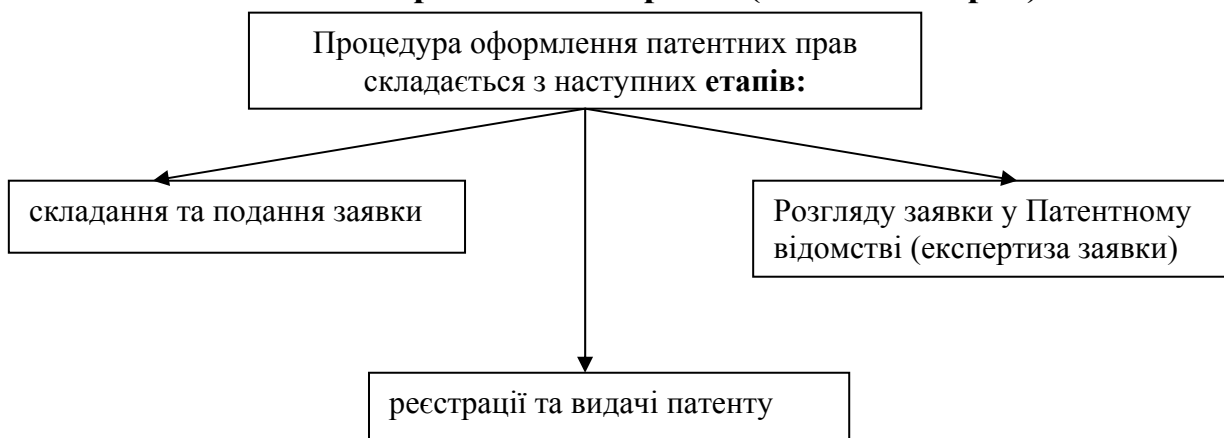 Процедура оформлення патентних прав
складається з наступних етапів:
складання та подання заявки
Розгляду заявки у Патентному
відомстві (експертиза заявки)
реєстрації та видачі патенту